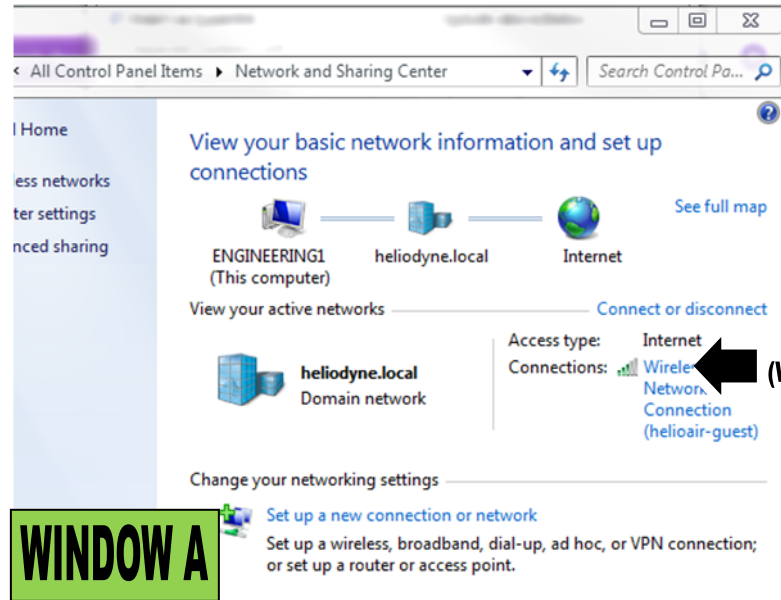 All Control Panel Items ▸ Network and Sharing Center
Search Control Pa...
l Home
View your basic network information and set up
connections
ess networks
ter settings
nced sharing
See full map
ENGINEERING1
(This computer)
heliodyne.local
Internet
View your active networks
Connect or disconnect
heliodyne.local
Domain network
Access type: Internet
Connections:
Network
Connection
(helioair-guest)
Change your networking settings
Set up a new connection or network
Set up a wireless, broadband, dial-up, ad hoc, or VPN connection;
or set up a router or access point.
WINDOW A